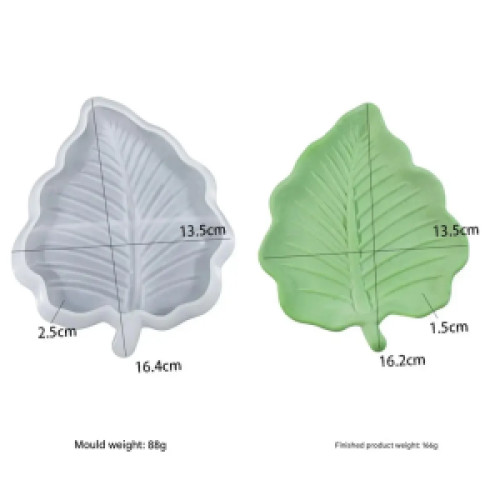 13.5cm
13.5cm
2.5cm
1.5cm
16.4cm
16.2cm
Mould weight: 88g
Finished product weight: 166g